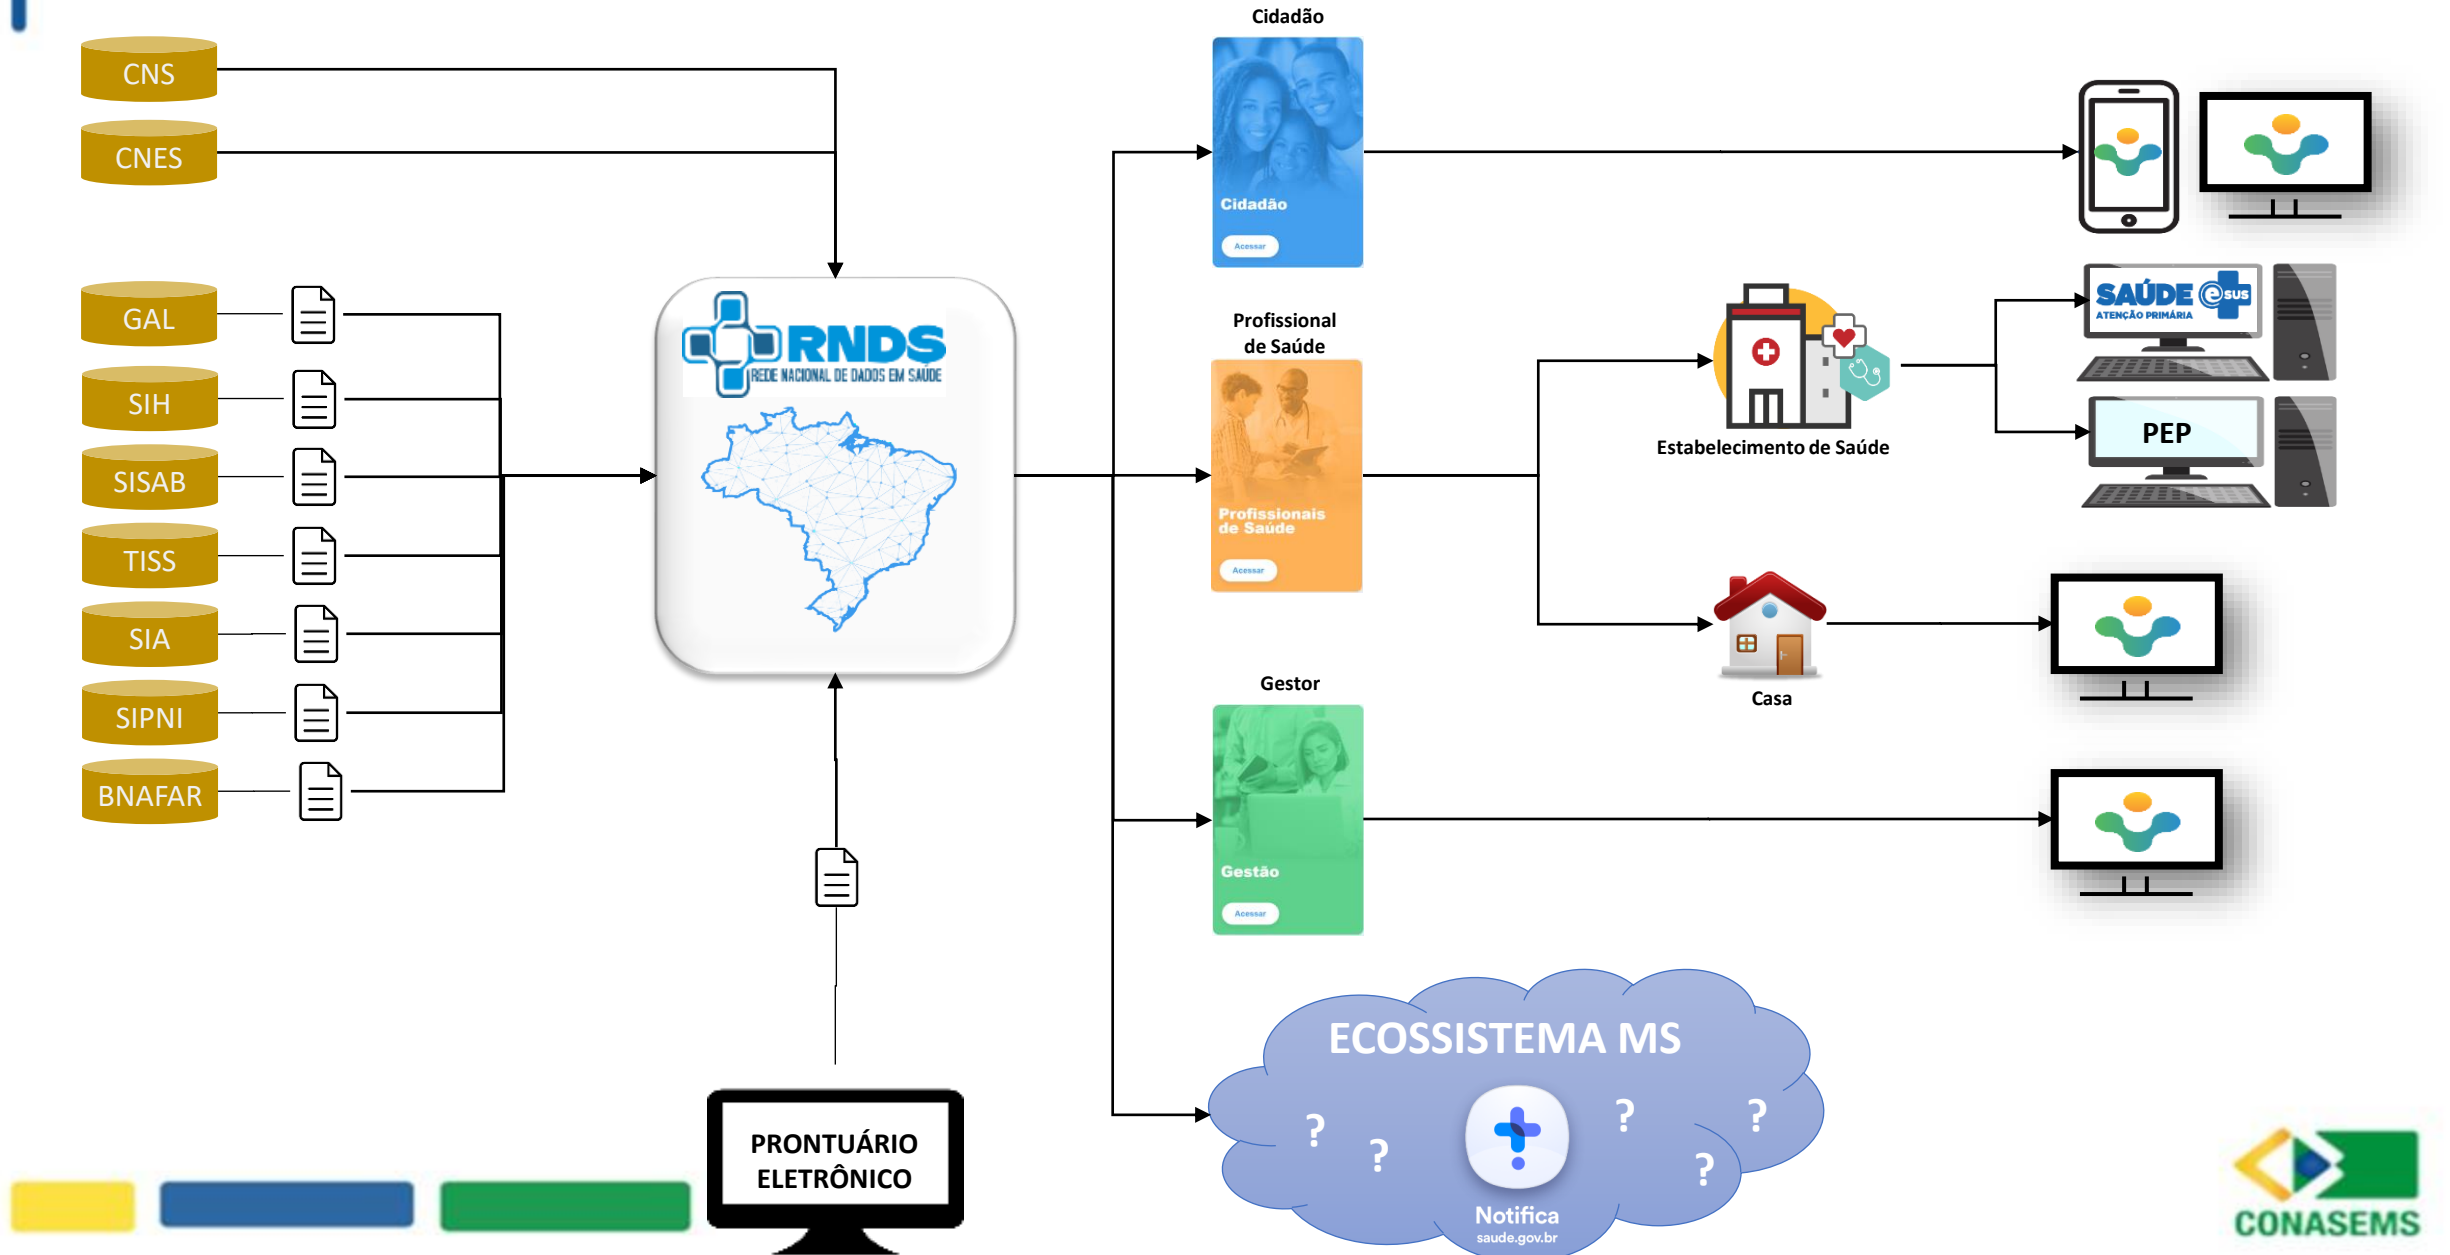 CNS
CNES
GAL
SIH
SISAB
TISS
SIA
SIPNI
BNAFAR
RNDS
REDE NACIONAL DE DADOS EM SAÚDE
PRONTUÁRIO
ELETRÔNICO
Cidadão
Cidadão
Acessar
Profissional
de Saúde
Profissionais
de Saúde
Acessar
Gestor
Gestão
Acessar
Estabelecimento de Saúde
Casa
SAÚDE eSUS
ATENÇÃO PRIMÁRIA
PEP
ECOSSISTEMA MS
?
?
?
?
?
Notifica
saude.gov.br
CONASEMS